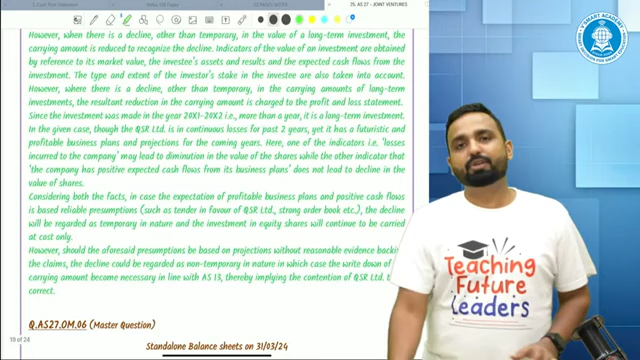 5. Cash Flow Statement
25. AS 27 - JOINT VENTURES
However, when there is a decline, other than temporary, in the value of a long-term investment, the
carrying amount is reduced to recognize the decline. Indicators of the value of an investment are obtained
by reference to its market value, the investee's assets and results and the expected cash flows from the
investment. The type and extent of the investor's stake in the investee are also taken into account.
However, where there is a decline, other than temporary, in the carrying amounts of long-term
investments, the resultant reduction in the carrying amount is charged to the profit and loss statement.
Since the investment was made in the year 20X1-20X2 i.e., more than a year, it is a long-term investment.
In the given case, though the QSR Ltd. is in continuous losses for past 2 years, yet it has a futuristic and
profitable business plans and projections for the coming years. Here, one of the indicators i.e. 'losses
incurred to the company' may lead to diminution in the value of the shares while the other indicator that
'the company has positive expected cash flows from its business plans' does not lead to decline in the
value of shares.
Considering both the facts, in case the expectation of profitable business plans and positive cash flows
is based reliable presumptions (such as tender in favour of QSR Ltd., strong order book etc.), the decline
will be regarded as temporary in nature and the investment in equity shares will continue to be carried
at cost only.
However, should the aforesaid presumptions be based on projections without reasonable evidence backi
the claims, the decline could be regarded as non-temporary in nature in which case the write down of
carrying amount become necessary in line with AS 13, thereby implying the contention of QSR Ltd.
correct.
Q.AS27.OM.06 (Master Question)
19 of 24
Standalone Balance sheets on 31/03/24
V'SMART ACADEMY
Teaching
Future
Leaders